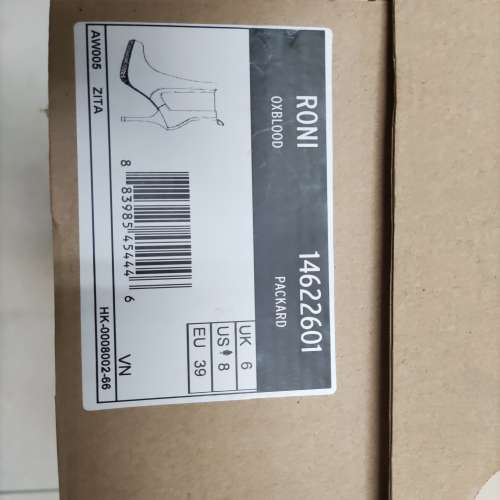 RONI 14622601
OXBLOOD PACKARD
UK 6
US 8
EU 39
8 83985 45444 6
AW005 ZITA
HK-0008002-66
VN